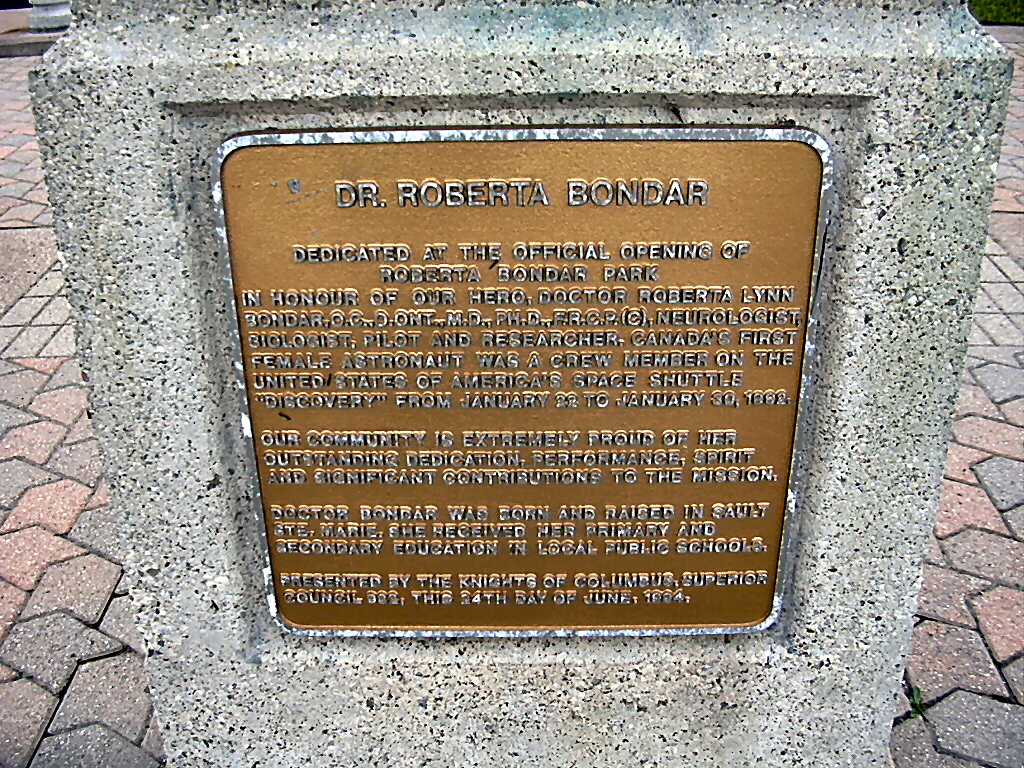 DR. ROBERTA BONDAR
DEDICATED AT THE OFFICIAL OPENING OF
ROBERTA BONDAR PARK
IN HONOUR OF OUR HERO, DOCTOR ROBERTA LYNN
BONDAR, O.C., O.ONT., M.D., PH.D., F.R.C.P.(C), NEUROLOGIST,
BIOLOGIST, PILOT AND RESEARCHER. CANADA'S FIRST
FEMALE ASTRONAUT WAS A CREW MEMBER ON THE
UNITED STATES OF AMERICA'S SPACE SHUTTLE
"DISCOVERY" FROM JANUARY 22 TO JANUARY 30, 1992.
OUR COMMUNITY IS EXTREMELY PROUD OF HER
OUTSTANDING DEDICATION, PERFORMANCE, SPIRIT
AND SIGNIFICANT CONTRIBUTIONS TO THE MISSION.
DOCTOR BONDAR WAS BORN AND RAISED IN SAULT
STE. MARIE. SHE RECEIVED HER PRIMARY AND
SECONDARY EDUCATION IN LOCAL PUBLIC SCHOOLS.
PRESENTED BY THE KNIGHTS OF COLUMBUS, SUPERIOR
COUNCIL THIS 24TH DAY OF JUNE, 1994.